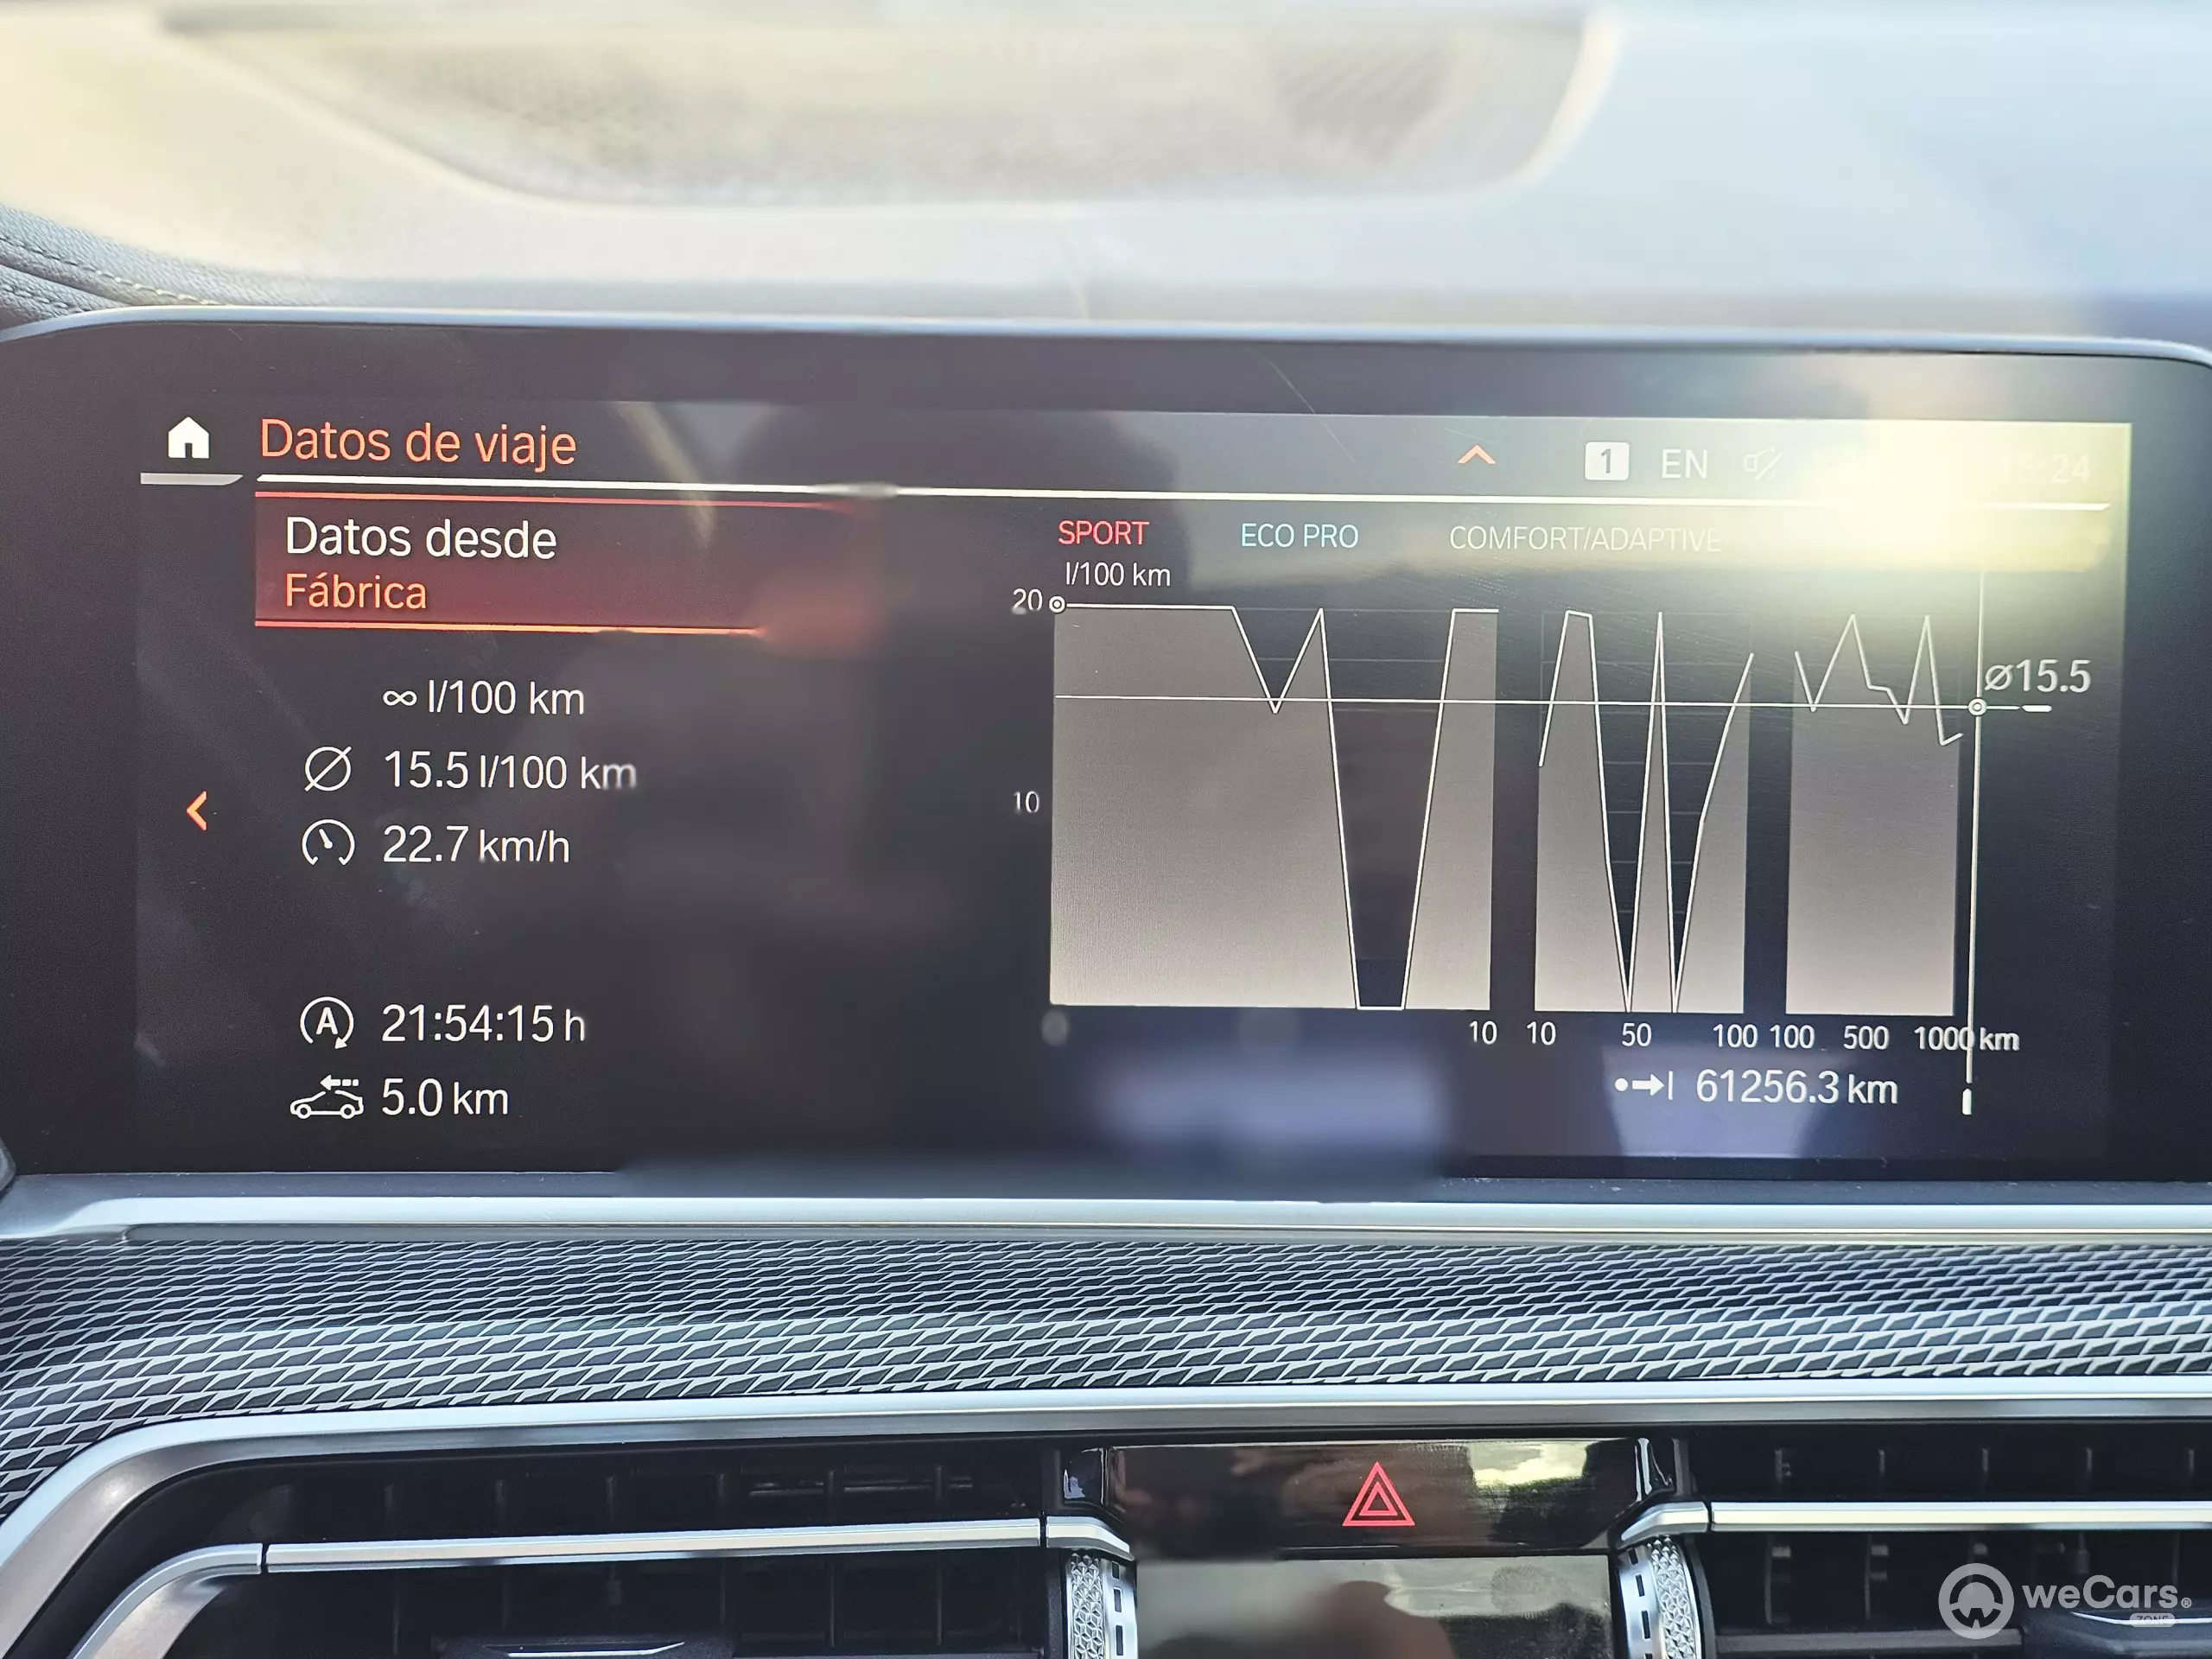 Datos de viaje
1 EN
Datos desde
Fábrica
∞ l/100 km
Ø 15.5 l/100 km
22.7 km/h
A 21:54:15 h
5.0 km
SPORT ECO PRO COMFORT/ADAPTIVE
l/100 km
20
Ø15.5
10
10 10 50 100 100 500 1000 km
61256.3 km
weCars®
ZONE